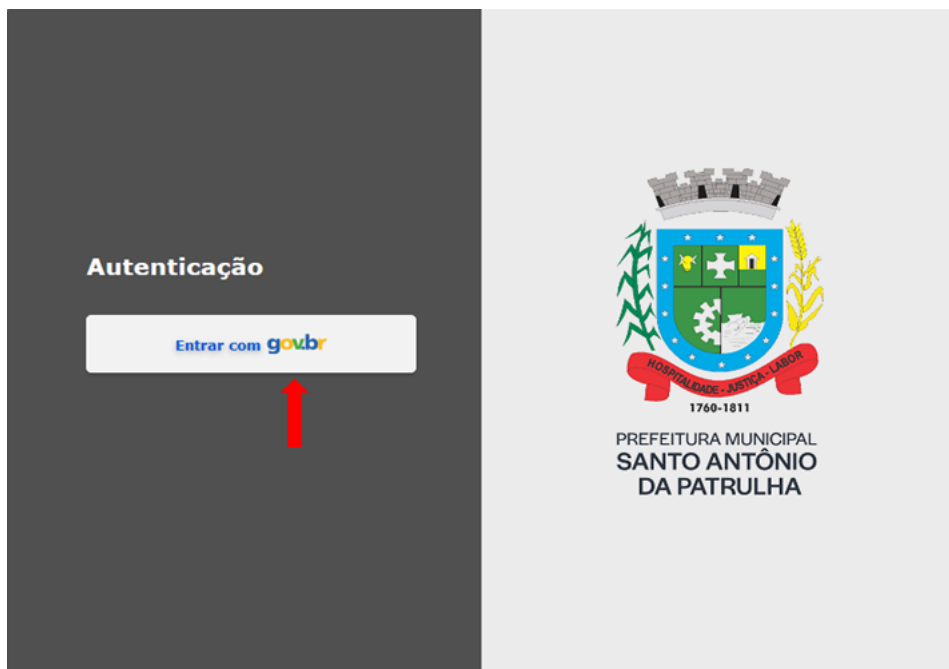 Autenticação
Entrar com gov.br
HOSPITALIDADE - JUSTIÇA - LABOR
1760-1811
PREFEITURA MUNICIPAL
SANTO ANTÔNIO
DA PATRULHA